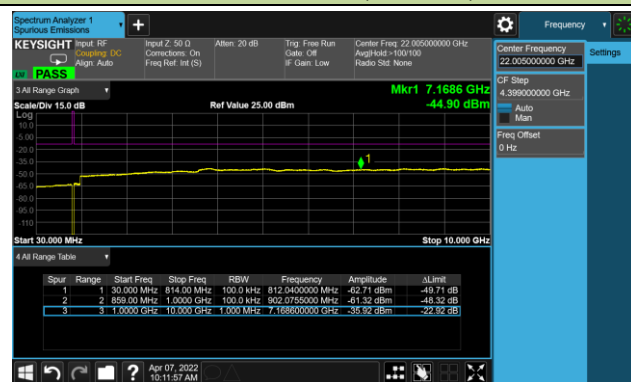 Spectrum Analyzer 1
Spurious Emissions
Frequency
KEYSIGHT
Input: RF
Coupling: DC
Align: Auto
Input Z: 50 Ω
Corrections: On
Freq Ref: Int (S)
Atten: 20 dB
Trig: Free Run
Gate: Off
IF Gain: Low
Center Freq: 22.005000000 GHz
Avg|Hold:>100/100
Radio Std: None
LW PASS
Center Frequency
22.005000000 GHz
Settings
CF Step
4.399000000 GHz
Auto
Man
Freq Offset
0 Hz
3 All Range Graph
Mkr1 7.1686 GHz
Scale/Div 15.0 dB
Ref Value 25.00 dBm
-44.90 dBm
Log
10.0
-5.00
-20.0
-35.0
-50.0
-65.0
-80.0
-95.0
-110
1
Start 30.000 MHz
Stop 10.000 GHz
4 All Range Table
Spur Range Start Freq Stop Freq RBW Frequency Amplitude ΔLimit
1 1 30.000 MHz 814.00 MHz 100.0 kHz 812.0400000 MHz -62.71 dBm -49.71 dB
2 2 859.00 MHz 1.0000 GHz 100.0 kHz 902.0755000 MHz -61.32 dBm -48.32 dB
3 3 1.0000 GHz 10.000 GHz 1.000 MHz 7.168600000 GHz -35.92 dBm -22.92 dB
?
Apr 07, 2022
10:11:57 AM